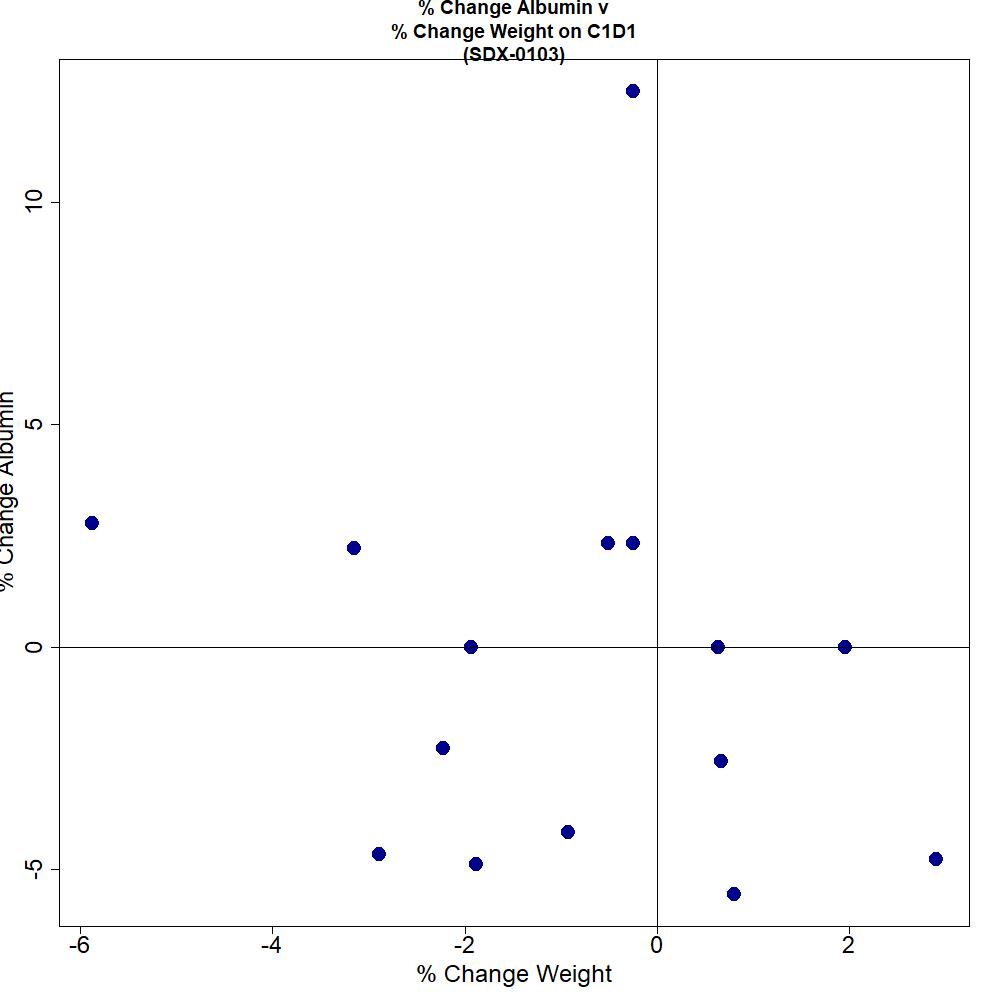 % Change Albumin v
% Change Weight on C1D1
(SDX-0103)
% Change Albumin
10
5
0
-5
-6
-4
-2
0
2
% Change Weight